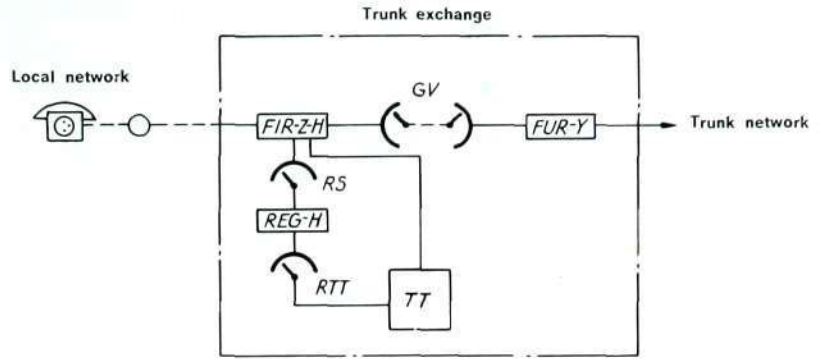 Trunk exchange
Local network
GV
FIR-Z-H
FUR-Y
Trunk network
RS
REG-H
RTT
TT